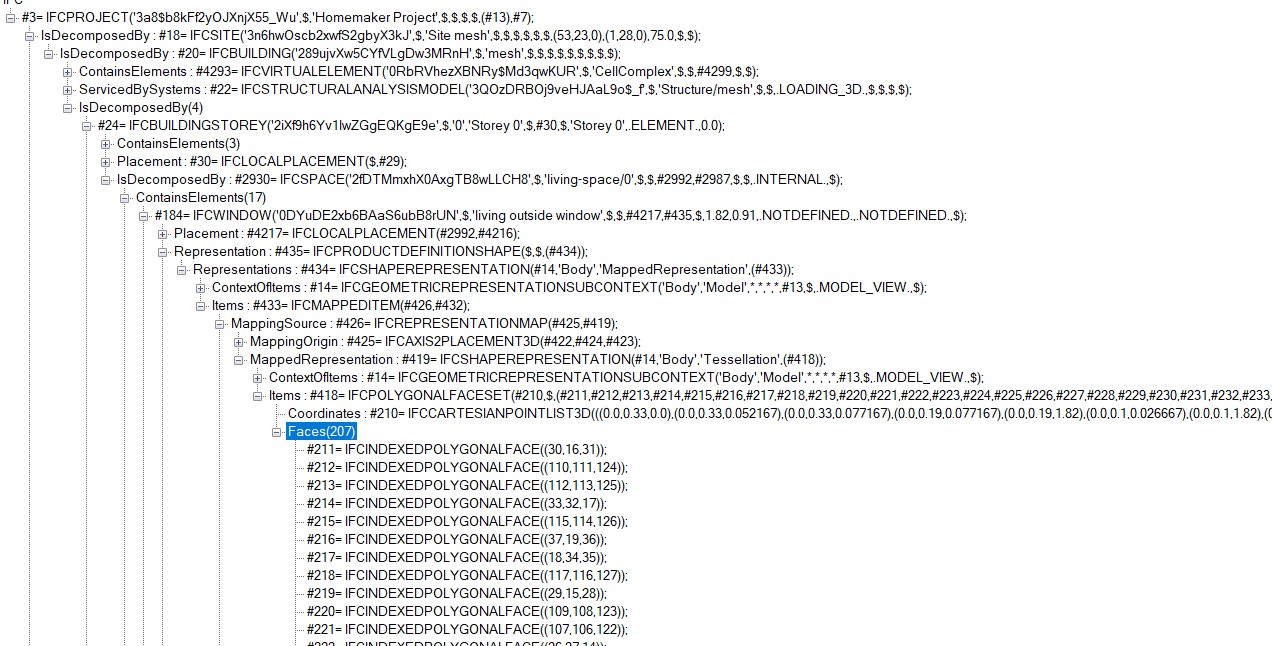 #3= IFCPROJECT('3a8$b8kFf2yOJXnjX55_Wu',$,'Homemaker Project',$,$,$,$,(#13),#7);
IsDecomposedBy : #18= IFCSITE('3n6hwOscb2xwfS2gbyX3kJ',$,'Site mesh',$,$,$,$,$,$,(53,23,0),(1,28,0),75.0,$,$);
IsDecomposedBy : #20= IFCBUILDING('289ujvXw5CYfVLgDw3MRnH',$,'mesh',$,$,$,$,$,$,$,$,$);
ContainsElements : #4293= IFCVIRTUALELEMENT('0RbRVhezXBNRy$Md3qwKUR',$,'CellComplex',$,$,#4299,$,$);
ServicedBySystems : #22= IFCSTRUCTURALANALYSISMODEL('3QOzDRBOj9veHJAaL9o$_f',$,'Structure/mesh',$,$,.LOADING_3D.,$,$,$,$);
IsDecomposedBy(4)
#24= IFCBUILDINGSTOREY('2iXf9h6Yv1IwZGgEQKgE9e',$,'0','Storey 0',$,#30,$,'Storey 0',.ELEMENT.,0.0);
ContainsElements(3)
Placement : #30= IFCLOCALPLACEMENT($,#29);
IsDecomposedBy : #2930= IFCSPACE('2fDTMmxhX0AxgTB8wLLCH8',$,'living-space/0',$,$,#2992,#2987,$,$,.INTERNAL.,$);
ContainsElements(17)
#184= IFCWINDOW('0DYuDE2xb6BAaS6ubB8rUN',$,'living outside window',$,$,#4217,#435,$,1.82,0.91,.NOTDEFINED.,.NOTDEFINED.,$);
Placement : #4217= IFCLOCALPLACEMENT(#2992,#4216);
Representation : #435= IFCPRODUCTDEFINITIONSHAPE($,$,(#434));
Representations : #434= IFCSHAPEREPRESENTATION(#14,'Body','MappedRepresentation',(#433));
ContextOfItems : #14= IFCGEOMETRICREPRESENTATIONSUBCONTEXT('Body','Model',*,*,*,*,#13,$,.MODEL_VIEW.,$);
Items : #433= IFCMAPPEDITEM(#426,#432);
MappingSource : #426= IFCREPRESENTATIONMAP(#425,#419);
MappingOrigin : #425= IFCAXIS2PLACEMENT3D(#422,#424,#423);
MappedRepresentation : #419= IFCSHAPEREPRESENTATION(#14,'Body','Tessellation',(#418));
ContextOfItems : #14= IFCGEOMETRICREPRESENTATIONSUBCONTEXT('Body','Model',*,*,*,*,#13,$,.MODEL_VIEW.,$);
Items : #418= IFCPOLYGONALFACESET(#210,$,(#211,#212,#213,#214,#215,#216,#217,#218,#219,#220,#221,#222,#223,#224,#225,#226,#227,#228,#229,#230,#231,#232,#233,
Coordinates : #210= IFCCARTESIANPOINTLIST3D(((0.0,0.33,0.0),(0.0,0.33,0.052167),(0.0,0.33,0.077167),(0.0,0.19,0.077167),(0.0,0.19,1.82),(0.0,0.1,0.026667),(0.0,0.1,1.82),(0
Faces(207)
#211= IFCINDEXEDPOLYGONALFACE((30,16,31));
#212= IFCINDEXEDPOLYGONALFACE((110,111,124));
#213= IFCINDEXEDPOLYGONALFACE((112,113,125));
#214= IFCINDEXEDPOLYGONALFACE((33,32,17));
#215= IFCINDEXEDPOLYGONALFACE((115,114,126));
#216= IFCINDEXEDPOLYGONALFACE((37,19,36));
#217= IFCINDEXEDPOLYGONALFACE((18,34,35));
#218= IFCINDEXEDPOLYGONALFACE((117,116,127));
#219= IFCINDEXEDPOLYGONALFACE((29,15,28));
#220= IFCINDEXEDPOLYGONALFACE((109,108,123));
#221= IFCINDEXEDPOLYGONALFACE((107,106,122));